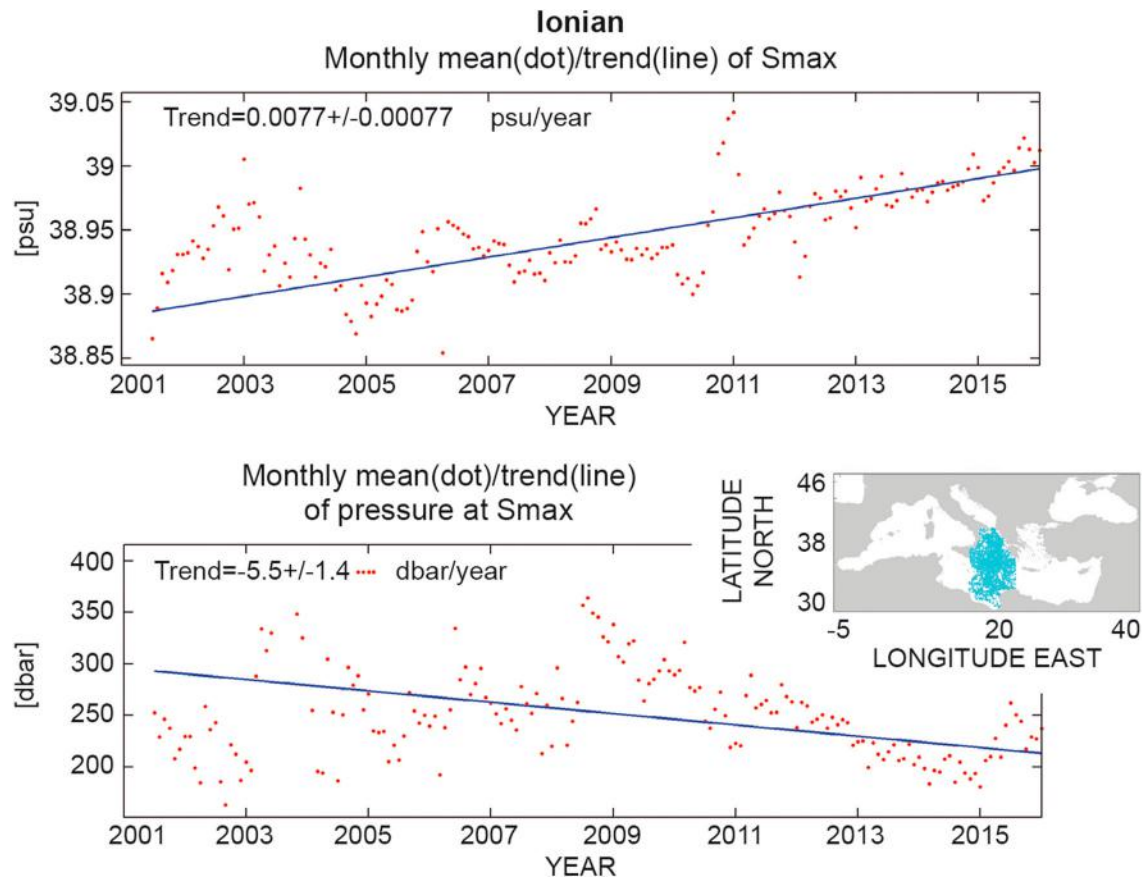 Ionian
Monthly mean(dot)/trend(line) of Smax
39.05
39
38.95
38.9
38.85
[psu]
Trend=0.0077+/-0.00077 psu/year
2001 2003 2005 2007 2009 2011 2013 2015
YEAR
Monthly mean(dot)/trend(line)
of pressure at Smax
400
350
300
250
200
[dbar]
Trend=-5.5+/-1.4 dbar/year
2001 2003 2005 2007 2009 2011 2013 2015
YEAR
LATITUDE
NORTH
46
38
30
-5 20 40
LONGITUDE EAST